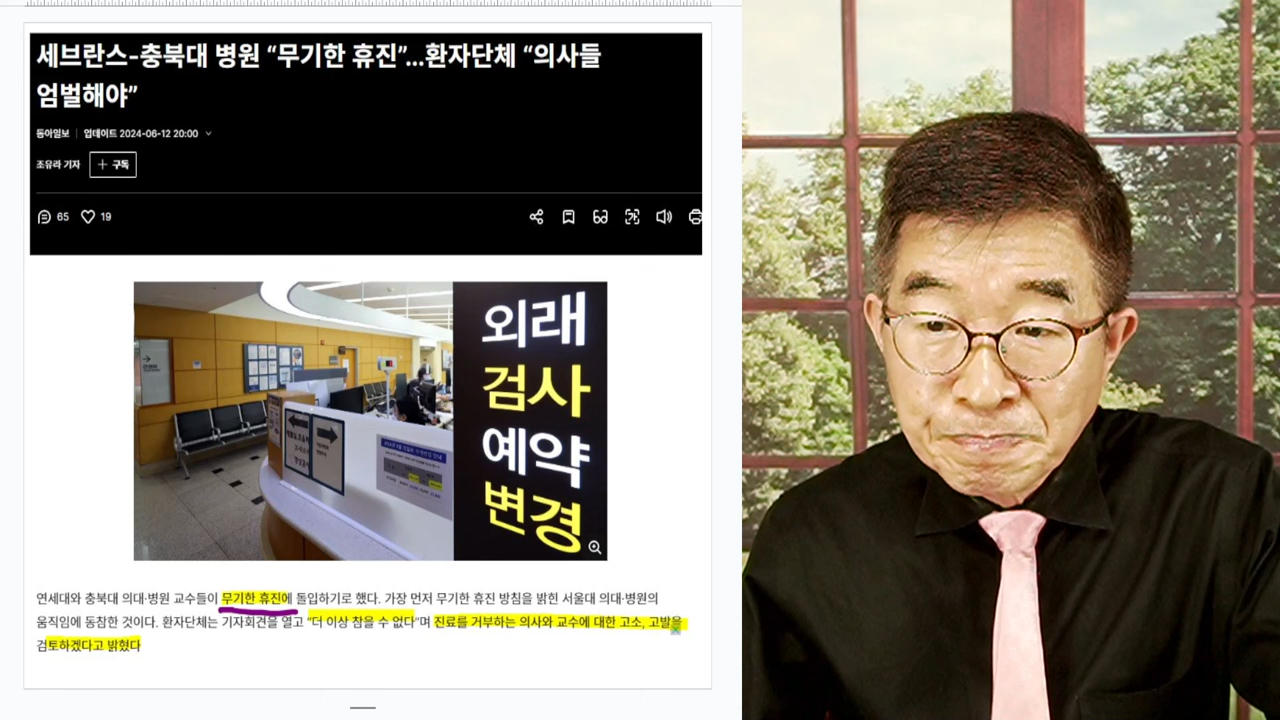 세브란스-충북대 병원 “무기한 휴진”…환자단체 “의사들
엄벌해야”
동아일보 | 업데이트 2024-06-12 20:00
조유라 기자 + 구독
65 19
외래
검사
예약
변경
연세대와 충북대 의대·병원 교수들이 무기한 휴진에 돌입하기로 했다. 가장 먼저 무기한 휴진 방침을 밝힌 서울대 의대·병원의
움직임에 동참한 것이다. 환자단체는 기자회견을 열고 “더 이상 참을 수 없다”며 진료를 거부하는 의사와 교수에 대한 고소, 고발을
검토하겠다고 밝혔다